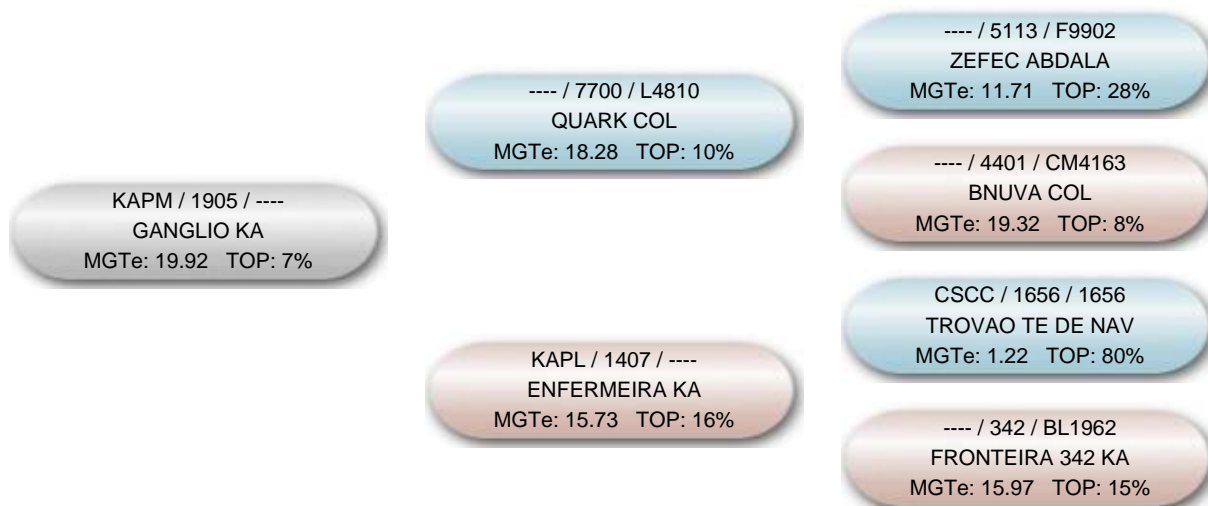 KAPM / 1905 / ----
GANGLIO KA
MGTe: 19.92 TOP: 7%
---- / 7700 / L4810
QUARK COL
MGTe: 18.28 TOP: 10%
KAPL / 1407 / ----
ENFERMEIRA KA
MGTe: 15.73 TOP: 16%
---- / 5113 / F9902
ZEFEC ABDALA
MGTe: 11.71 TOP: 28%
---- / 4401 / CM4163
BNUVA COL
MGTe: 19.32 TOP: 8%
CSCC / 1656 / 1656
TROVAO TE DE NAV
MGTe: 1.22 TOP: 80%
---- / 342 / BL1962
FRONTEIRA 342 KA
MGTe: 15.97 TOP: 15%